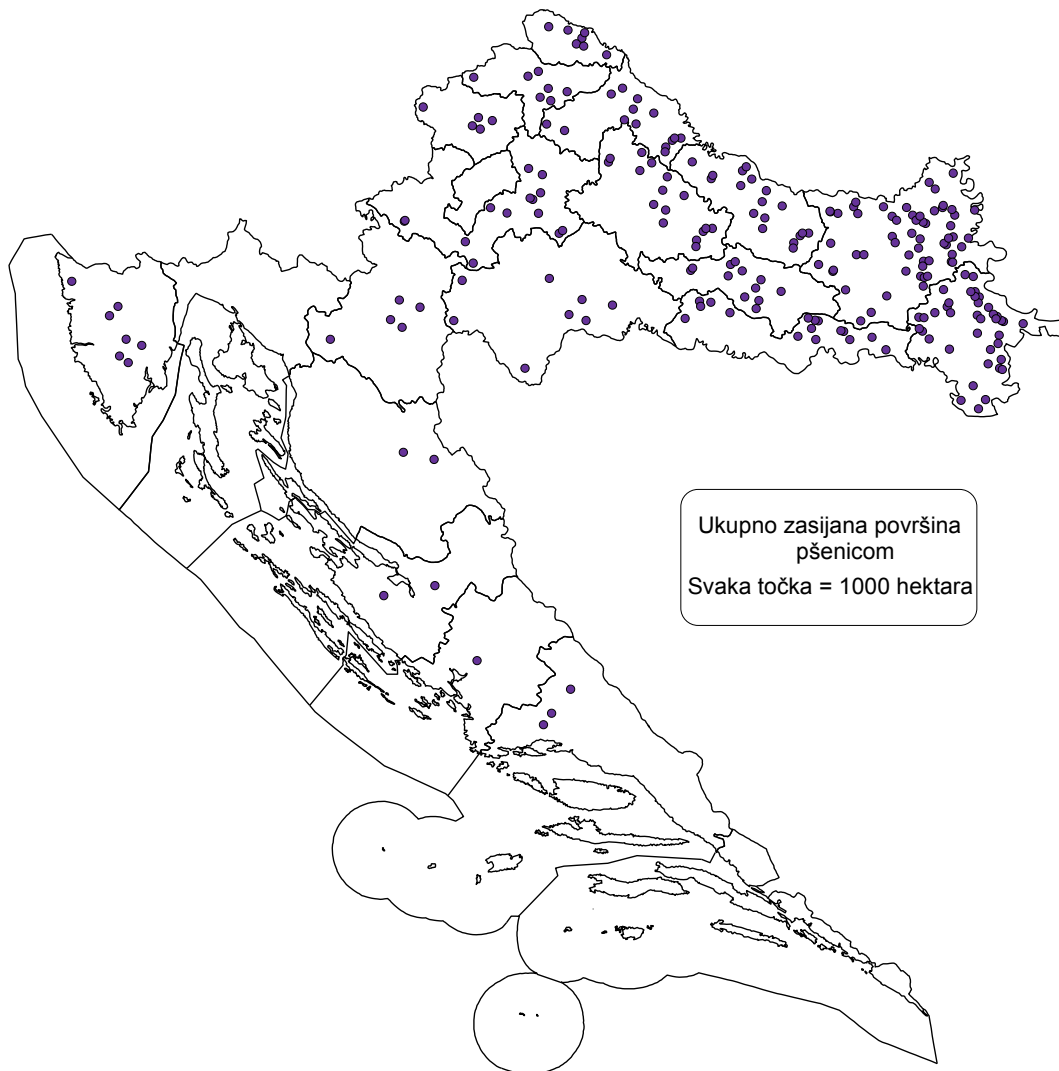 Ukupno zasijana površina
pšenicom
Svaka točka = 1000 hektara